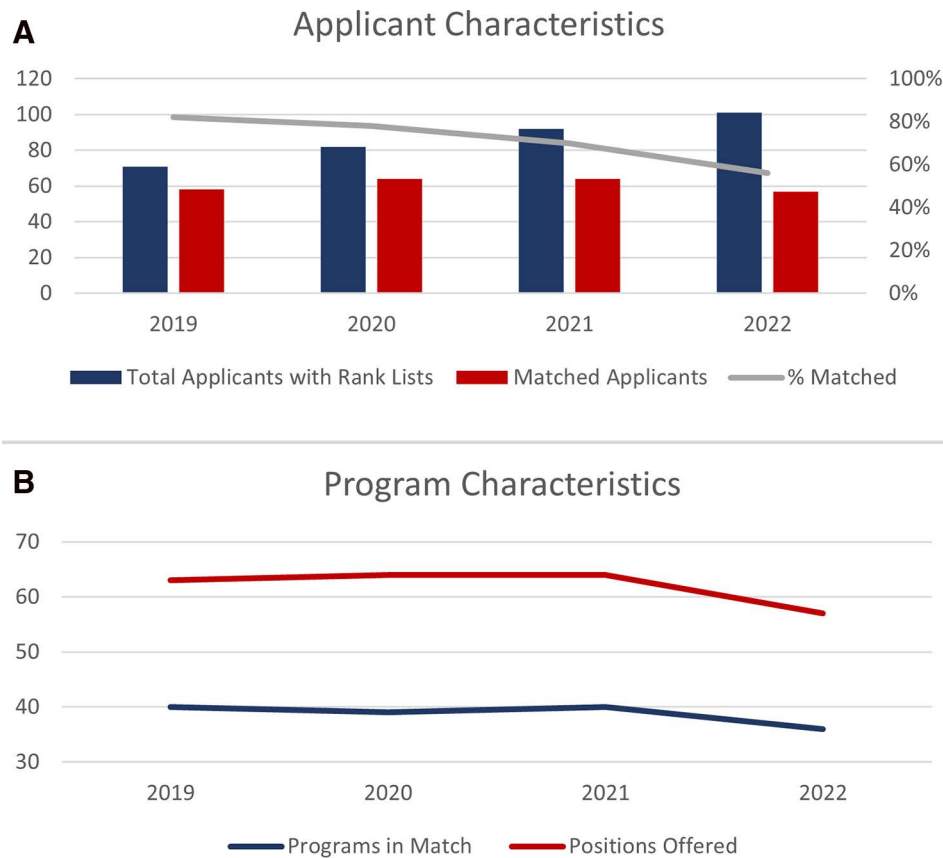 A
Applicant Characteristics
120 100%
100 80%
80 60%
60 40%
40 20%
20 0%
0
2019 2020 2021 2022
Total Applicants with Rank Lists Matched Applicants % Matched
B
Program Characteristics
70
60
50
40
30
2019 2020 2021 2022
Programs in Match Positions Offered